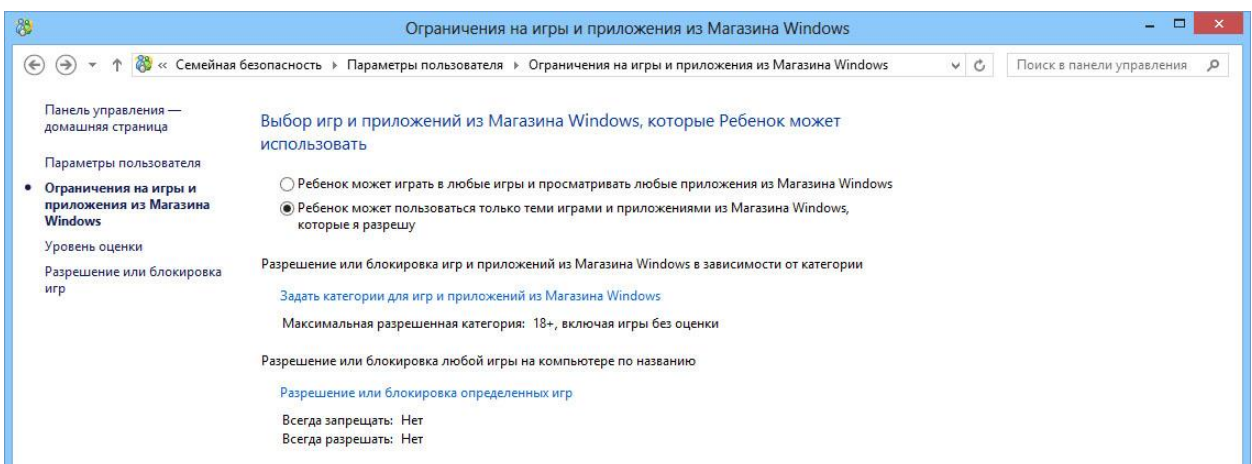 Ограничения на игры и приложения из Магазина Windows
« Семейная безопасность ▸ Параметры пользователя ▸ Ограничения на игры и приложения из Магазина Windows
Поиск в панели управления
Панель управления —
домашняя страница
Параметры пользователя
• Ограничения на игры и
приложения из Магазина
Windows
Уровень оценки
Разрешение или блокировка
игр
Выбор игр и приложений из Магазина Windows, которые Ребенок может
использовать
Ребенок может играть в любые игры и просматривать любые приложения из Магазина Windows
Ребенок может пользоваться только теми играми и приложениями из Магазина Windows,
которые я разрешу
Разрешение или блокировка игр и приложений из Магазина Windows в зависимости от категории
Задать категории для игр и приложений из Магазина Windows
Максимальная разрешенная категория: 18+, включая игры без оценки
Разрешение или блокировка любой игры на компьютере по названию
Разрешение или блокировка определенных игр
Всегда запрещать: Нет
Всегда разрешать: Нет